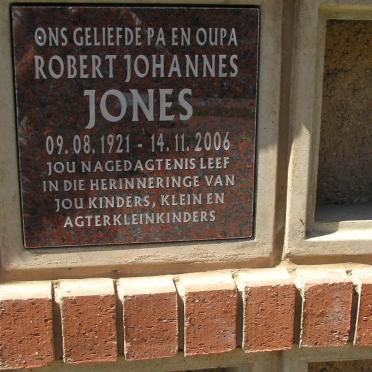 ONS GELIEFDE PA EN OUPA
ROBERT JOHANNES
JONES
09. 08. 1921 - 14. 11. 2006
JOU NAGEDAGTENIS LEEF
IN DIE HERINNERINGE VAN
JOU KINDERS, KLEIN EN
AGTERKLEINKINDERS